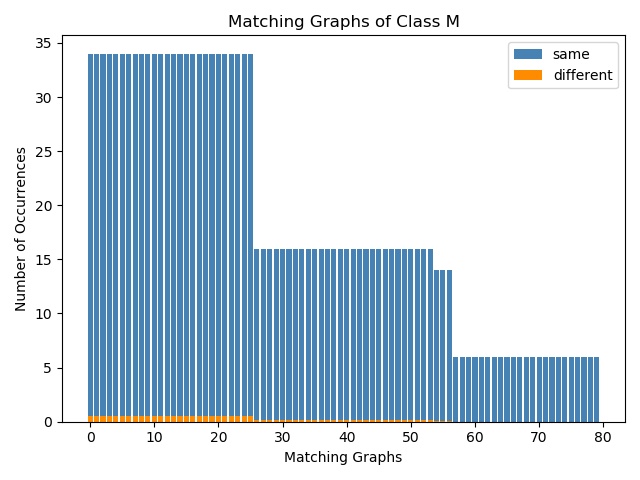 Matching Graphs of Class M
same
different
Number of Occurrences
35
30
25
20
15
10
5
0
0 10 20 30 40 50 60 70 80
Matching Graphs